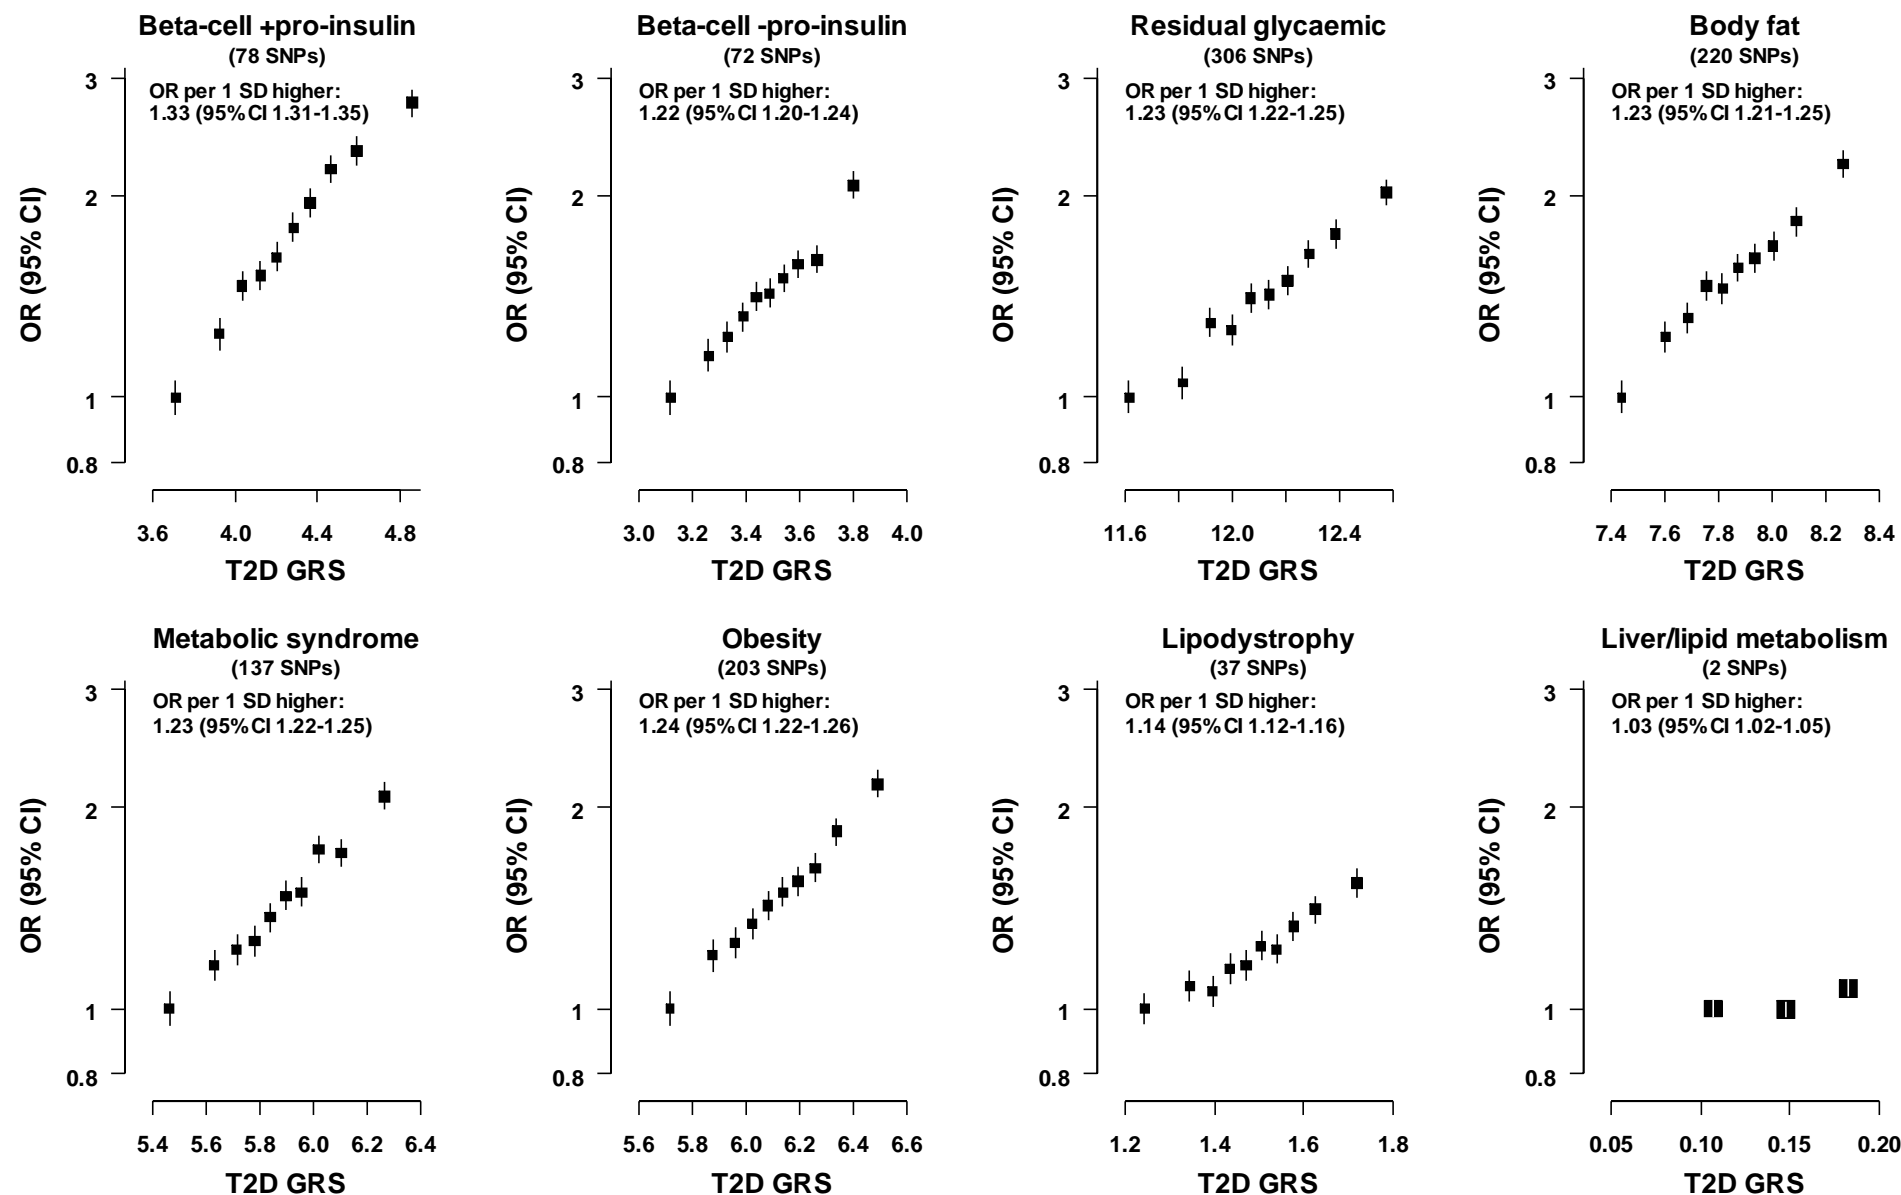 Beta-cell +pro-insulin
(78 SNPs)
OR per 1 SD higher:
1.33 (95%CI 1.31-1.35)
3
2
1
0.8
OR (95% CI)
3.6 4.0 4.4 4.8
T2D GRS
Beta-cell -pro-insulin
(72 SNPs)
OR per 1 SD higher:
1.22 (95%CI 1.20-1.24)
3
2
1
0.8
OR (95% CI)
3.0 3.2 3.4 3.6 3.8 4.0
T2D GRS
Residual glycaemic
(306 SNPs)
OR per 1 SD higher:
1.23 (95%CI 1.22-1.25)
3
2
1
0.8
OR (95% CI)
11.6 12.0 12.4
T2D GRS
Body fat
(220 SNPs)
OR per 1 SD higher:
1.23 (95%CI 1.21-1.25)
3
2
1
0.8
OR (95% CI)
7.4 7.6 7.8 8.0 8.2 8.4
T2D GRS
Metabolic syndrome
(137 SNPs)
OR per 1 SD higher:
1.23 (95%CI 1.22-1.25)
3
2
1
0.8
OR (95% CI)
5.4 5.6 5.8 6.0 6.2 6.4
T2D GRS
Obesity
(203 SNPs)
OR per 1 SD higher:
1.24 (95%CI 1.22-1.26)
3
2
1
0.8
OR (95% CI)
5.6 5.8 6.0 6.2 6.4 6.6
T2D GRS
Lipodystrophy
(37 SNPs)
OR per 1 SD higher:
1.14 (95%CI 1.12-1.16)
3
2
1
0.8
OR (95% CI)
1.2 1.4 1.6 1.8
T2D GRS
Liver/lipid metabolism
(2 SNPs)
OR per 1 SD higher:
1.03 (95%CI 1.02-1.05)
3
2
1
0.8
OR (95% CI)
0.05 0.10 0.15 0.20
T2D GRS